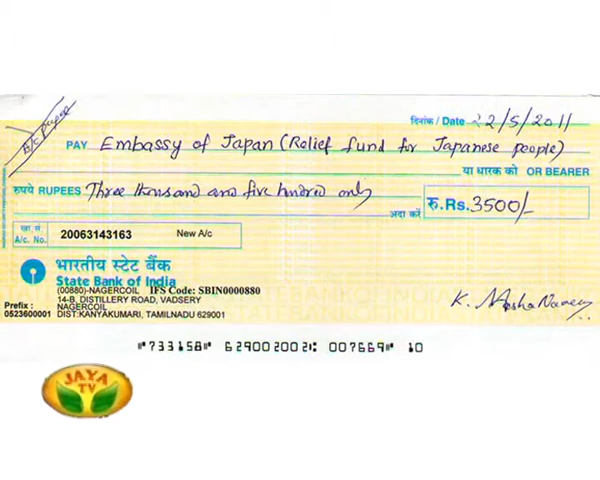 A/c payee
दिनांक / Date 22/5/2011
PAY Embassy of Japan (Relief fund for Japanese people)
या धारक को OR BEARER
रुपये RUPEES Three thousand and five hundred only
अदा करें रु.Rs. 3500/-
खा. सं.
A/c. No. 20063143163 New A/c
भारतीय स्टेट बैंक
State Bank of India
(00880)-NAGERCOIL IFS Code: SBIN0000880
14-B, DISTILLERY ROAD, VADSERY
Prefix : NAGERCOIL
0523600001 DIST:KANYAKUMARI, TAMILNADU 629001
K.
⑈733158⑈ 629002002⑆ 007669⑈ 10
JAYA
TV